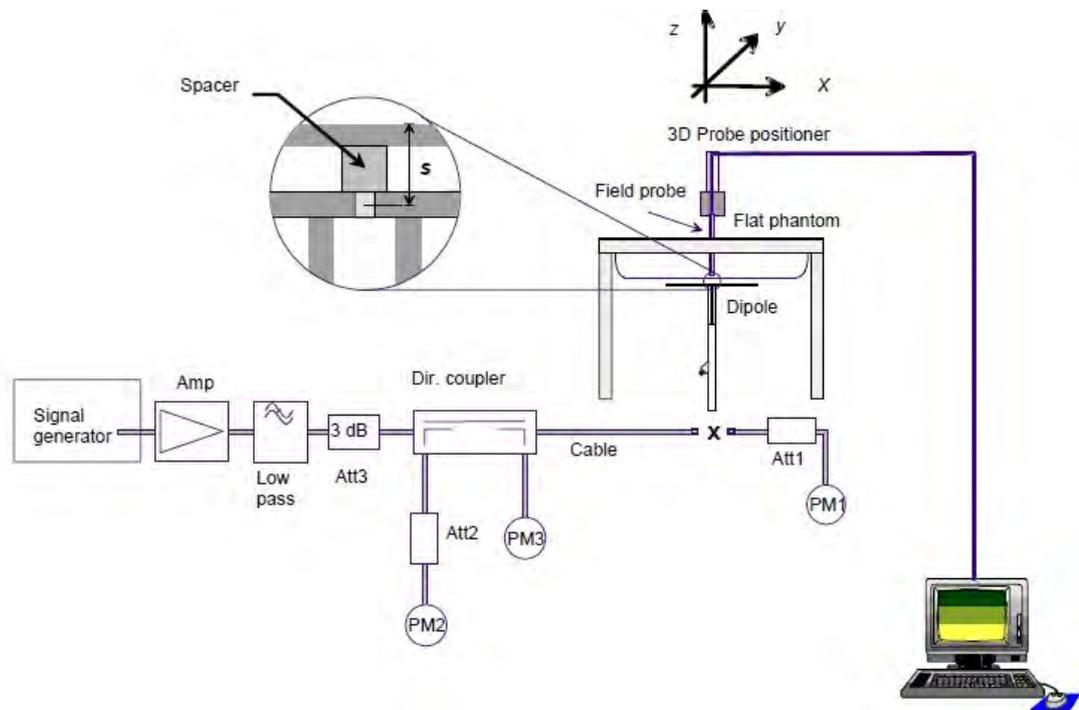 z
y
X
Spacer
s
3D Probe positioner
Field probe
Flat phantom
Dipole
Dir. coupler
Amp
Signal
generator
3 dB
Low
pass
Att3
Cable
x
Att1
PM1
Att2
PM3
PM2